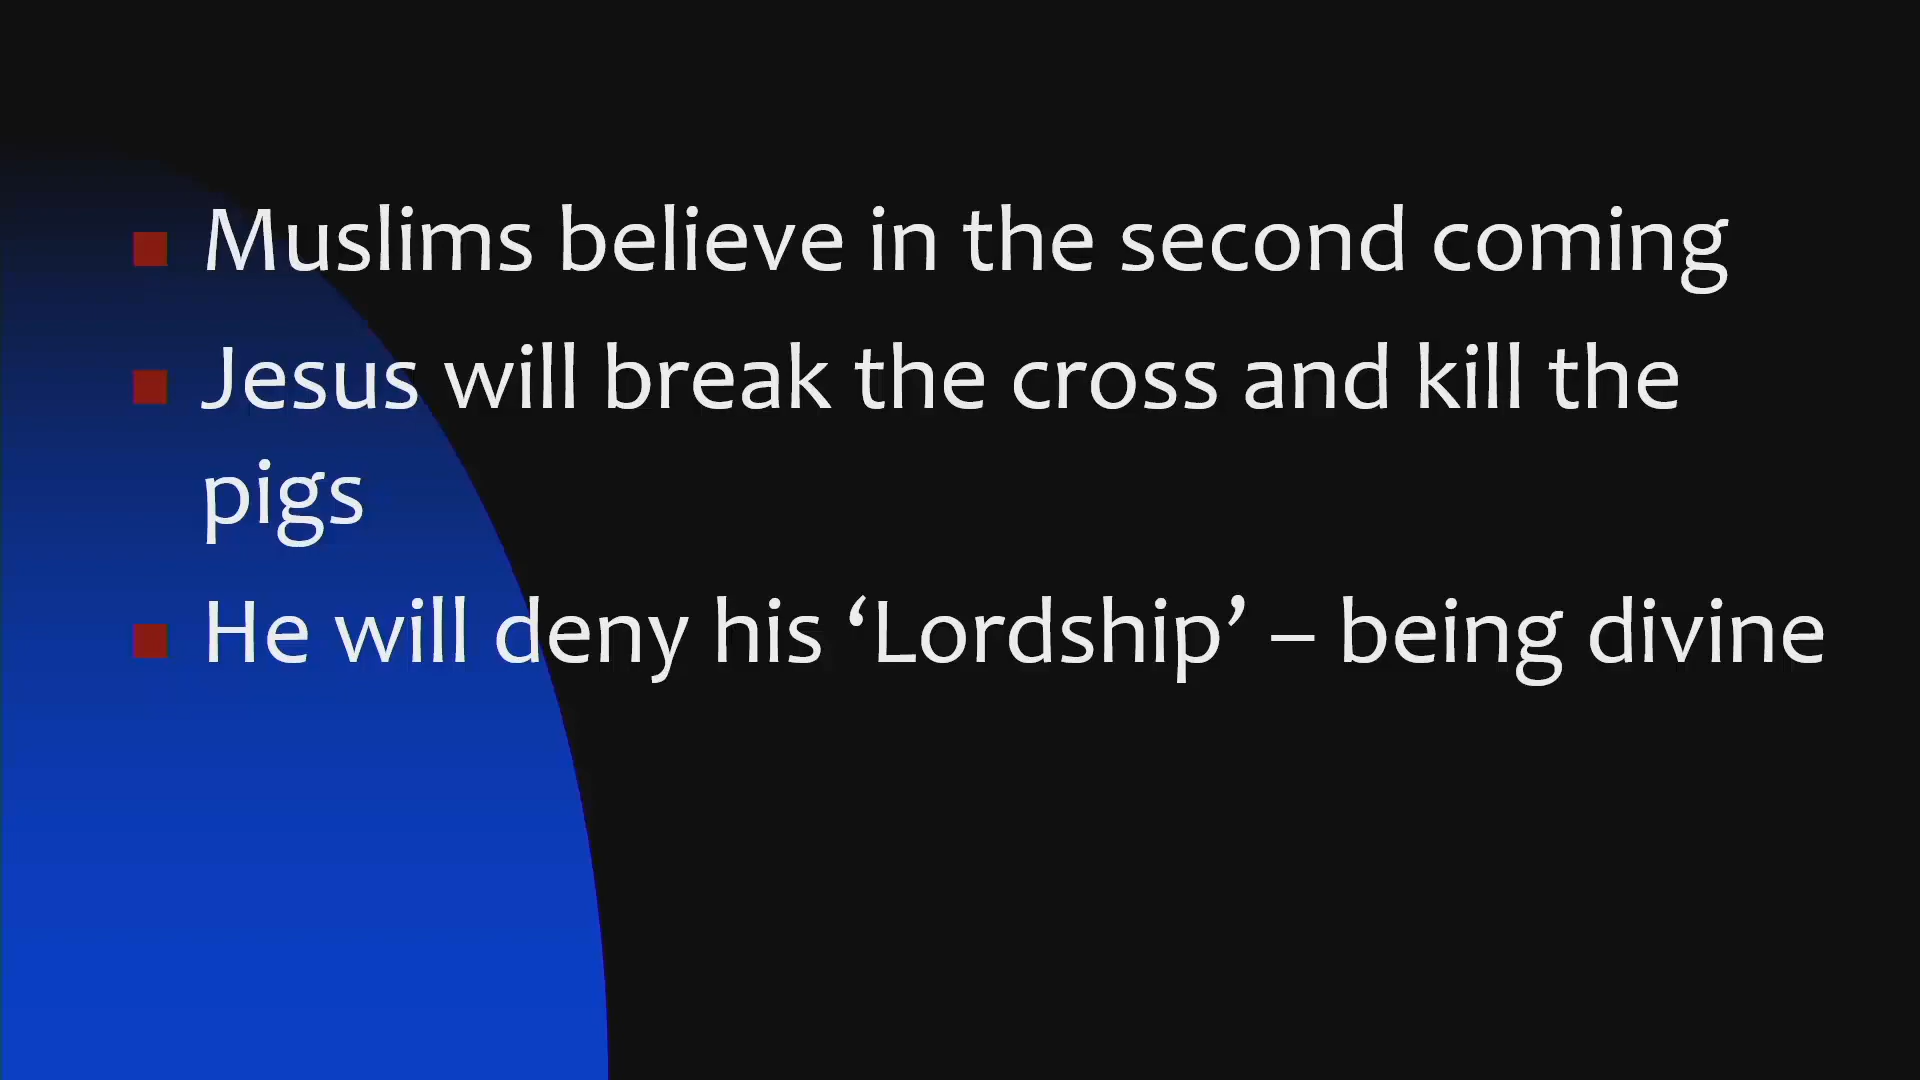 Muslims believe in the second coming
Jesus will break the cross and kill the
pigs
He will deny his ‘Lordship’ – being divine